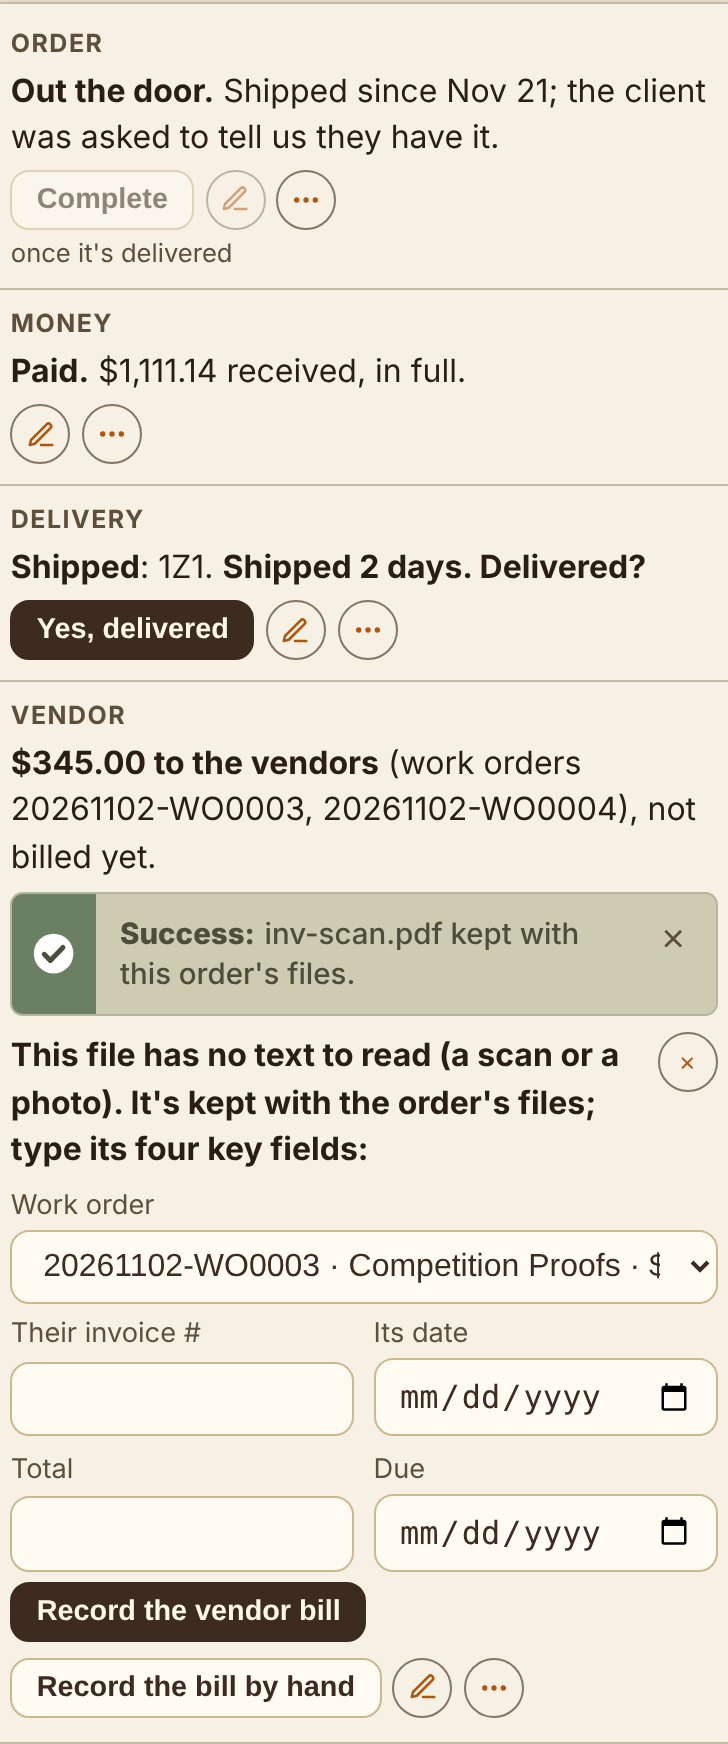 ORDER
Out the door. Shipped since Nov 21; the client
was asked to tell us they have it.
Complete
once it's delivered
MONEY
Paid. $1,111.14 received, in full.
DELIVERY
Shipped: 1Z1. Shipped 2 days. Delivered?
Yes, delivered
VENDOR
$345.00 to the vendors (work orders
20261102-WO0003, 20261102-WO0004), not
billed yet.
Success: inv-scan.pdf kept with
this order's files.
This file has no text to read (a scan or a
photo). It's kept with the order's files;
type its four key fields:
Work order
20261102-WO0003 · Competition Proofs · $
Their invoice #
Its date
mm/dd/yyyy
Total
Due
mm/dd/yyyy
Record the vendor bill
Record the bill by hand